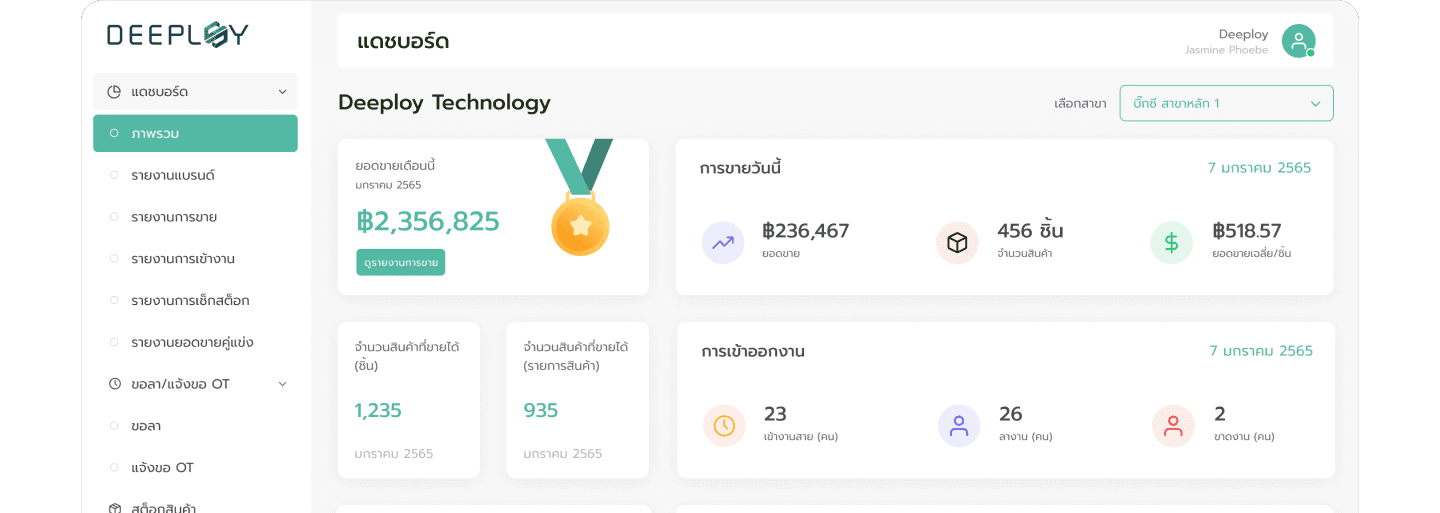 DEEPLOY
แดชบอร์ด
ภาพรวม
รายงานแบรนด์
รายงานการขาย
รายงานการเข้างาน
รายงานการเช็กสต็อก
รายงานยอดขายคู่แข่ง
ขอลา/แจ้งขอ OT
ขอลา
แจ้งขอ OT
สต็อกสินค้า
แดชบอร์ด
Deeploy
Jasmine Phoebe
Deeploy Technology
เลือกสาขา
บิ๊กซี สาขาหลัก 1
ยอดขายเดือนนี้
มกราคม 2565
฿2,356,825
ดูรายงานการขาย
การขายวันนี้
7 มกราคม 2565
฿236,467
ยอดขาย
456 ชิ้น
จำนวนสินค้า
฿518.57
ยอดขายเฉลี่ย/ชิ้น
จำนวนสินค้าที่ขายได้
(ชิ้น)
1,235
มกราคม 2565
จำนวนสินค้าที่ขายได้
(รายการสินค้า)
935
มกราคม 2565
การเข้าออกงาน
7 มกราคม 2565
23
เข้างานสาย (คน)
26
ลางาน (คน)
2
ขาดงาน (คน)